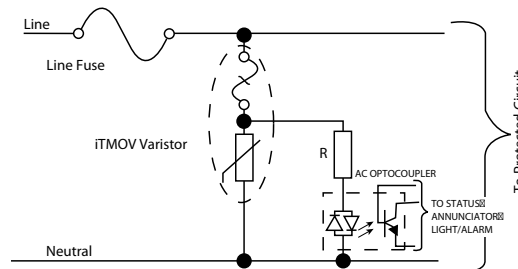 Line
Line Fuse
iTMOV Varistor
R
AC OPTOCOUPLER
TO STATUS
ANNUNCIATOR
LIGHT/ALARM
Neutral
To Protected Circuit